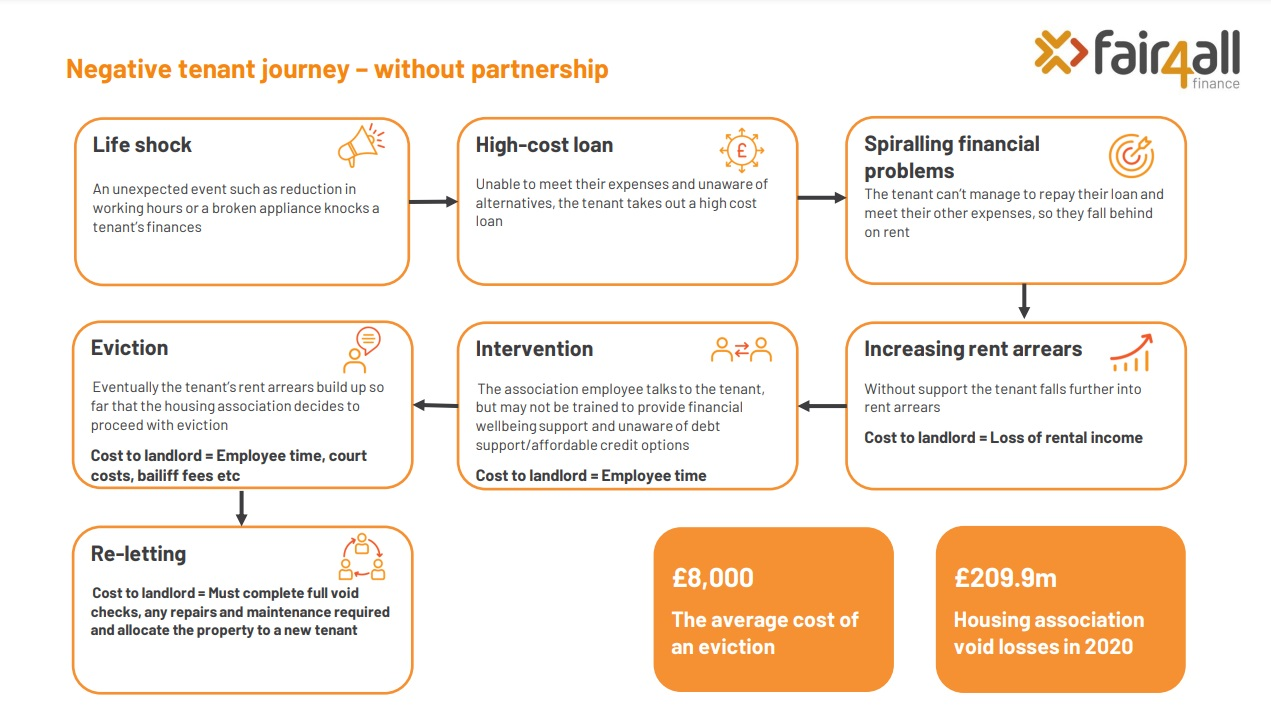 Negative tenant journey – without partnership
fair4all
finance
Life shock
An unexpected event such as reduction in
working hours or a broken appliance knocks a
tenant's finances
High-cost loan
£
Unable to meet their expenses and unaware of
alternatives, the tenant takes out a high cost
loan
Spiralling financial
problems
The tenant can't manage to repay their loan and
meet their other expenses, so they fall behind
on rent
Increasing rent arrears
Without support the tenant falls further into
rent arrears
Cost to landlord = Loss of rental income
Intervention
The association employee talks to the tenant,
but may not be trained to provide financial
wellbeing support and unaware of debt
support/affordable credit options
Cost to landlord = Employee time
Eviction
Eventually the tenant's rent arrears build up so
far that the housing association decides to
proceed with eviction
Cost to landlord = Employee time, court
costs, bailiff fees etc
Re-letting
Cost to landlord = Must complete full void
checks, any repairs and maintenance required
and allocate the property to a new tenant
£8,000
The average cost of
an eviction
£209.9m
Housing association
void losses in 2020